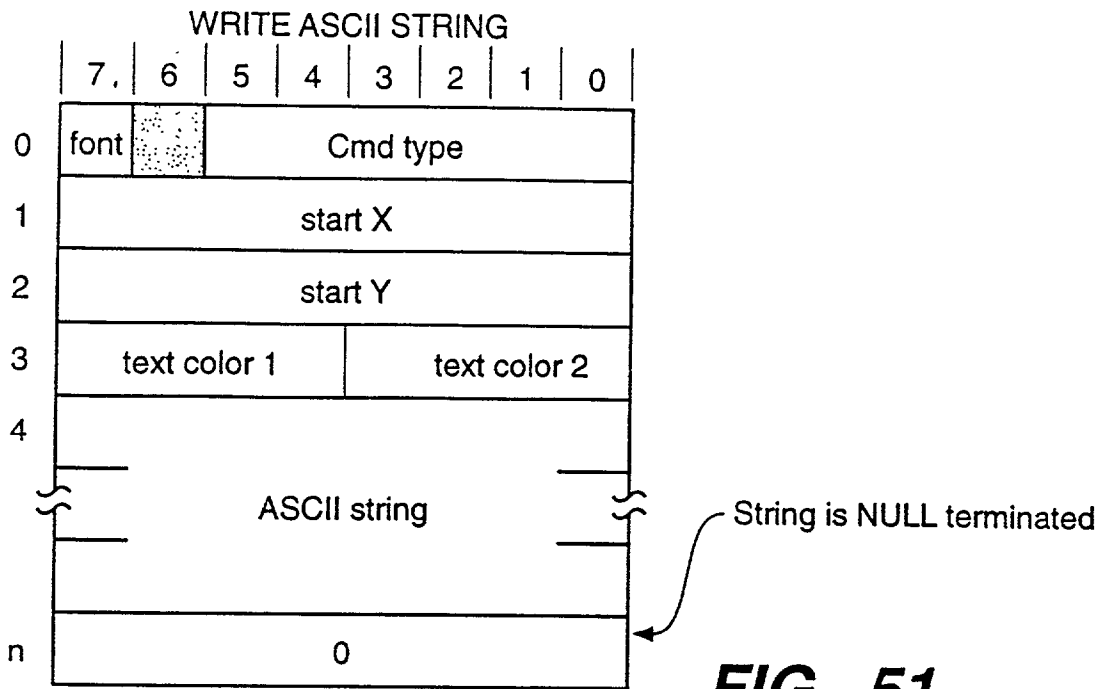 WRITE ASCII STRING
7 6 5 4 3 2 1 0
0 font Cmd type
1 start X
2 start Y
3 text color 1 text color 2
4
ASCII string
String is NULL terminated
n 0
FIG. 51